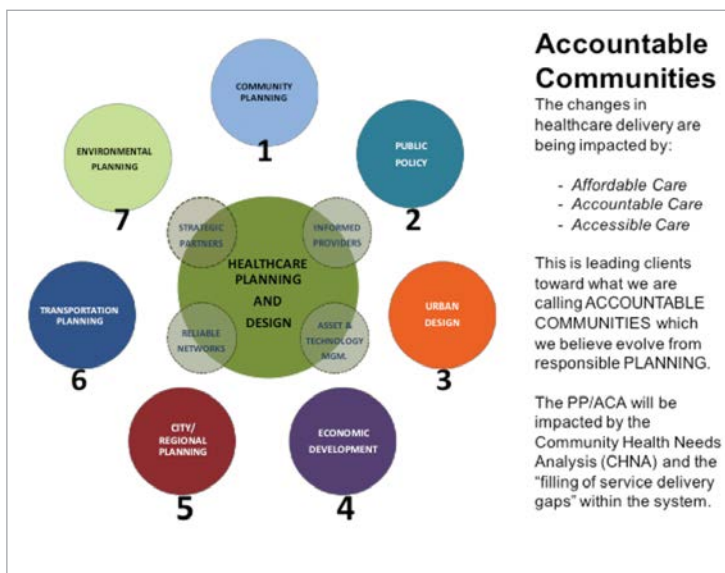 COMMUNITY
PLANNING
1
PUBLIC
POLICY
2
URBAN
DESIGN
3
ECONOMIC
DEVELOPMENT
4
CITY/
REGIONAL
PLANNING
5
TRANSPORTATION
PLANNING
6
ENVIRONMENTAL
PLANNING
7
STRATEGIC
PARTNERS
INFORMED
PROVIDERS
HEALTHCARE
PLANNING
AND
DESIGN
RELIABLE
NETWORKS
ASSET &
TECHNOLOGY
MGM.
Accountable
Communities
The changes in
healthcare delivery are
being impacted by:
- Affordable Care
- Accountable Care
- Accessible Care
This is leading clients
toward what we are
calling ACCOUNTABLE
COMMUNITIES which
we believe evolve from
responsible PLANNING.
The PP/ACA will be
impacted by the
Community Health Needs
Analysis (CHNA) and the
“filling of service delivery
gaps” within the system.